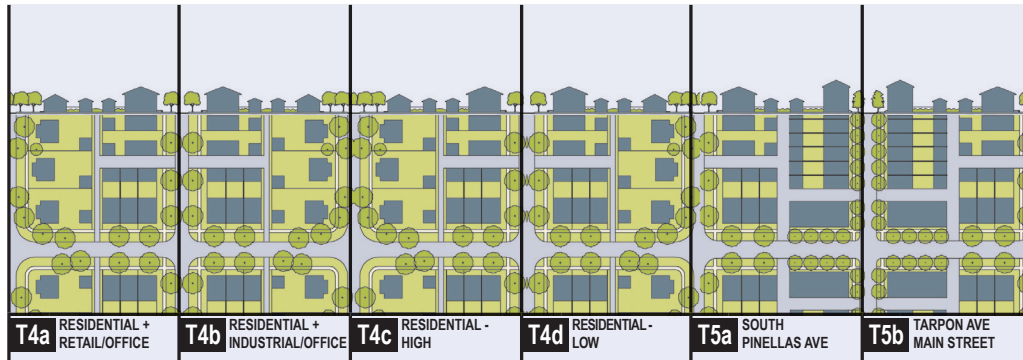 T4a RESIDENTIAL +
RETAIL/OFFICE
T4b RESIDENTIAL +
INDUSTRIAL/OFFICE
T4c RESIDENTIAL -
HIGH
T4d RESIDENTIAL-
LOW
T5a SOUTH
PINELLAS AVE
T5b TARPON AVE
MAIN STREET